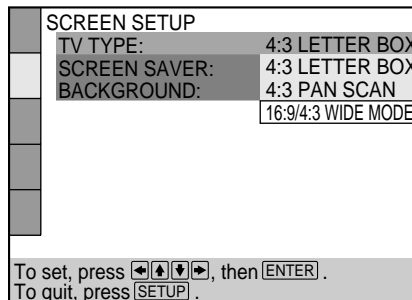 SCREEN SETUP
TV TYPE: 4:3 LETTER BOX
SCREEN SAVER: 4:3 LETTER BOX
BACKGROUND: 4:3 PAN SCAN
16:9/4:3 WIDE MODE
To set, press , then ENTER .
To quit, press SETUP .